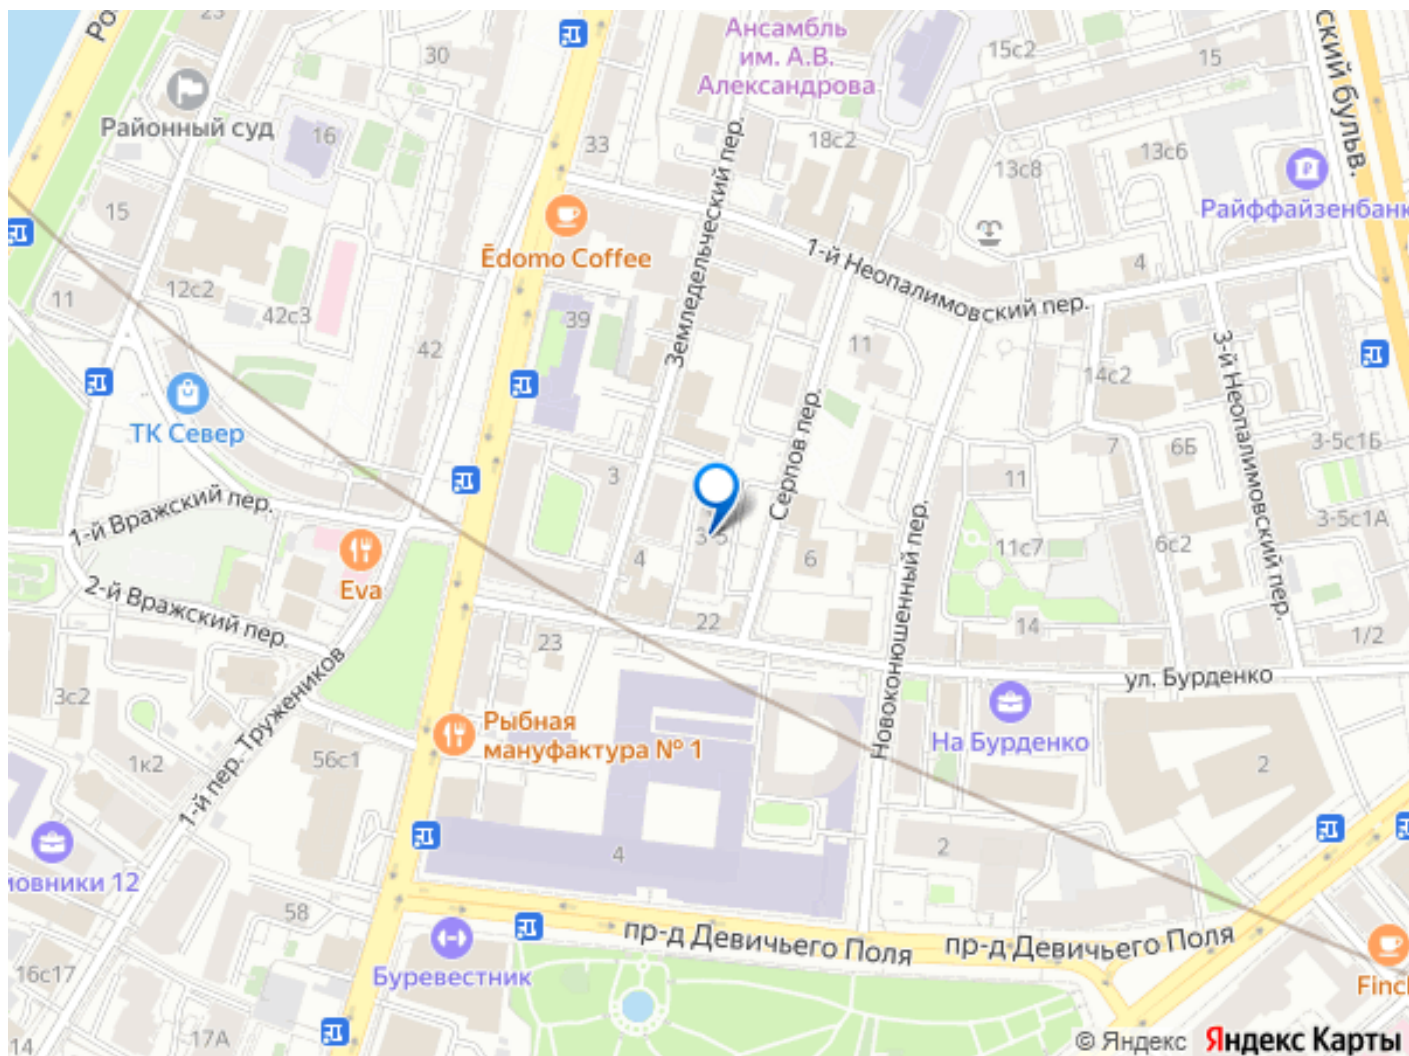 23
30
Ансамбль
им. А.В.
Александрова
15с2
15
ский бульв.
Районный суд
16
33
18с2
13с8
13с6
Райффайзенбанк
15
Земледельческий пер.
Ēdomo Coffee
1-й Неопалимовский пер.
4
11
12с2
42с3
39
42
11
14с2
3-й Неопалимовский пер.
ТК Север
Серпов пер.
3
7
6Б
3-5с1Б
11
1-й Вражский пер.
3-5
3-5с1А
4
6
11с7
6с2
Eva
Новоконюшенный пер.
2-й Вражский пер.
22
14
1/2
23
ул. Бурденко
3с2
1-й пер. Тружеников
Рыбная
мануфактура № 1
На Бурденко
1к2
56с1
2
4
2
мовники 12
58
пр-д Девичьего Поля
пр-д Девичьего Поля
Буревестник
16с17
Finch
17А
© Яндекс Яндекс Карты